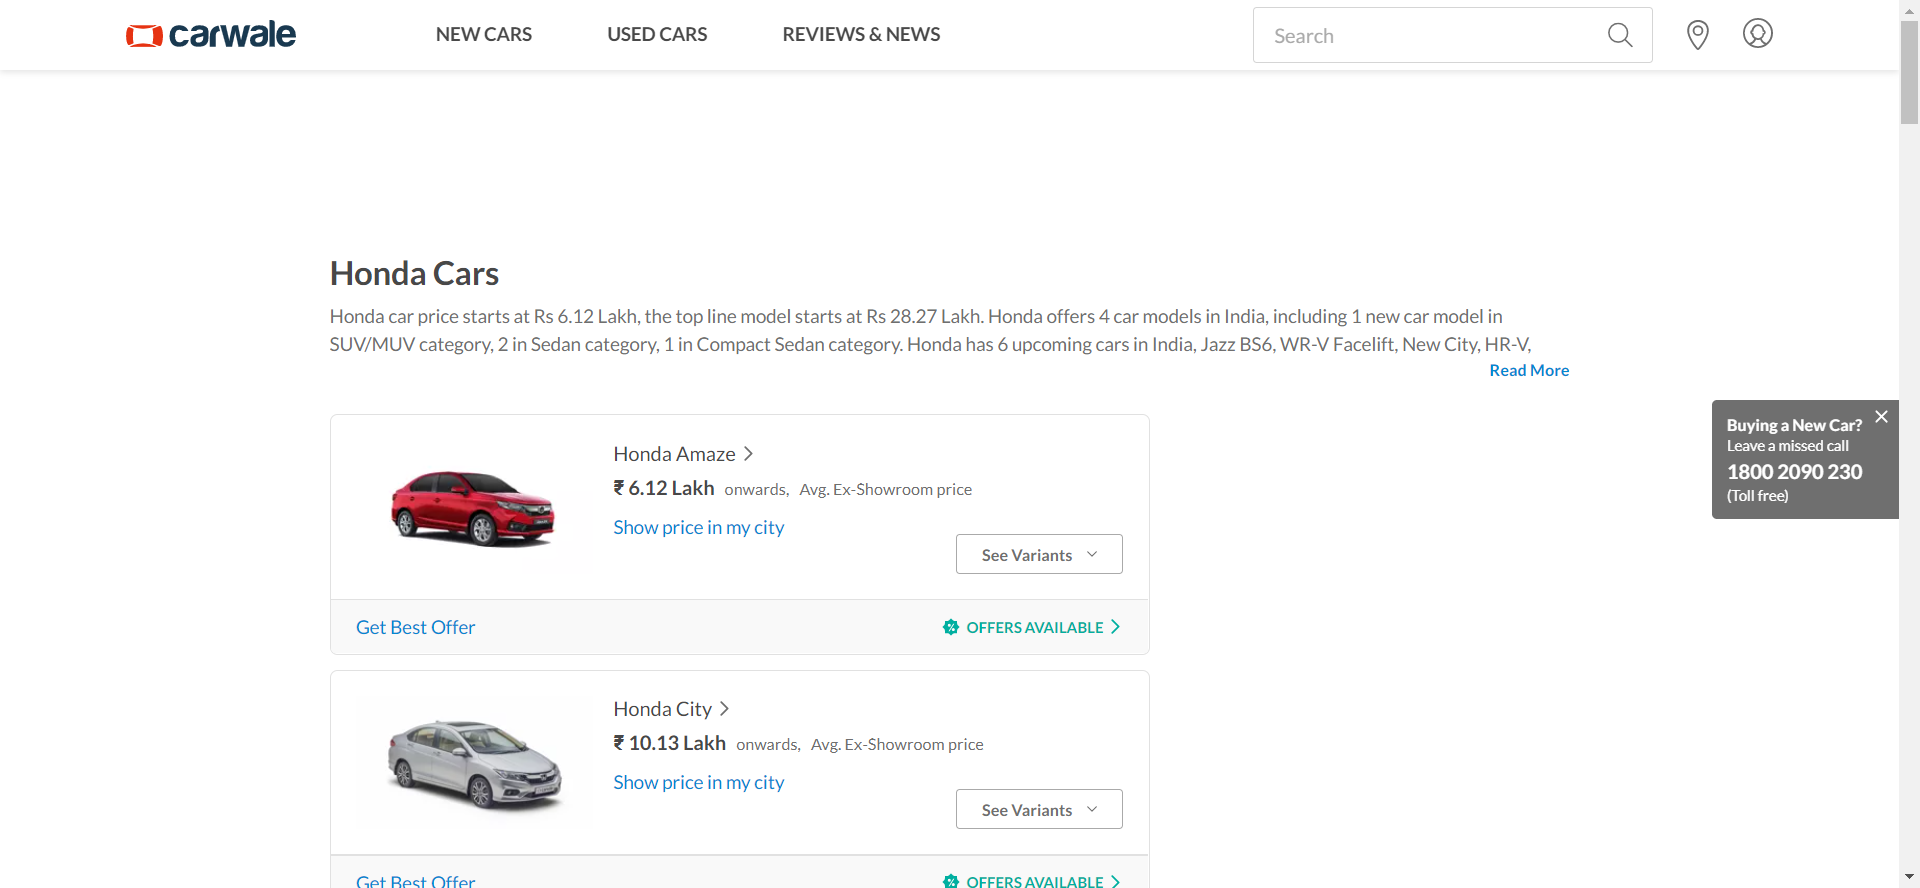 carwale
NEW CARS
USED CARS
REVIEWS & NEWS
Search
Honda Cars
Honda car price starts at Rs 6.12 Lakh, the top line model starts at Rs 28.27 Lakh. Honda offers 4 car models in India, including 1 new car model in
SUV/MUV category, 2 in Sedan category, 1 in Compact Sedan category. Honda has 6 upcoming cars in India, Jazz BS6, WR-V Facelift, New City, HR-V,
Read More
Buying a New Car?
Leave a missed call
1800 2090 230
(Toll free)
Honda Amaze
₹ 6.12 Lakh onwards, Avg. Ex-Showroom price
Show price in my city
See Variants
Get Best Offer
OFFERS AVAILABLE
Honda City
₹ 10.13 Lakh onwards, Avg. Ex-Showroom price
Show price in my city
See Variants
Get Best Offer
OFFERS AVAILABLE